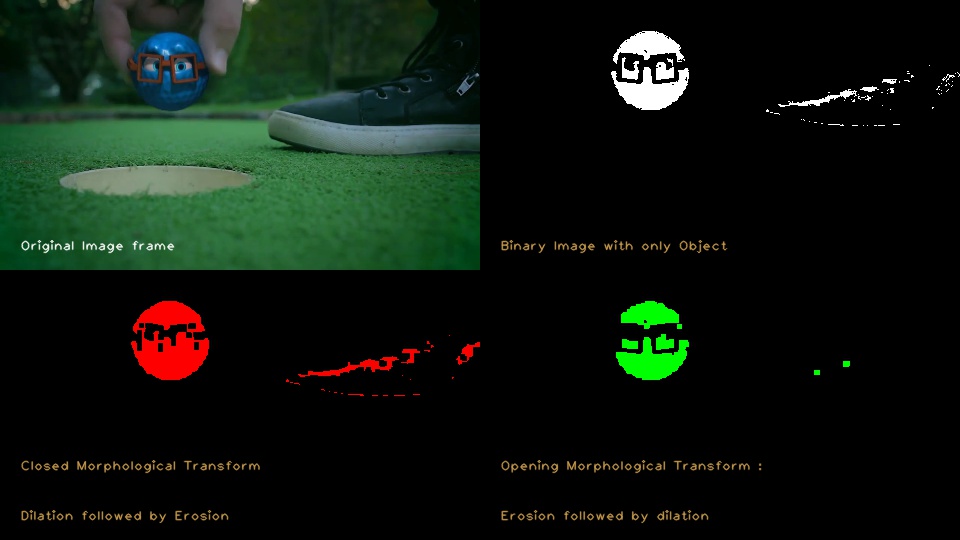 Original Image frame
Binary Image with only Object
Closed Morphological Transform
Dilation followed by Erosion
Opening Morphological Transform :
Erosion followed by dilation